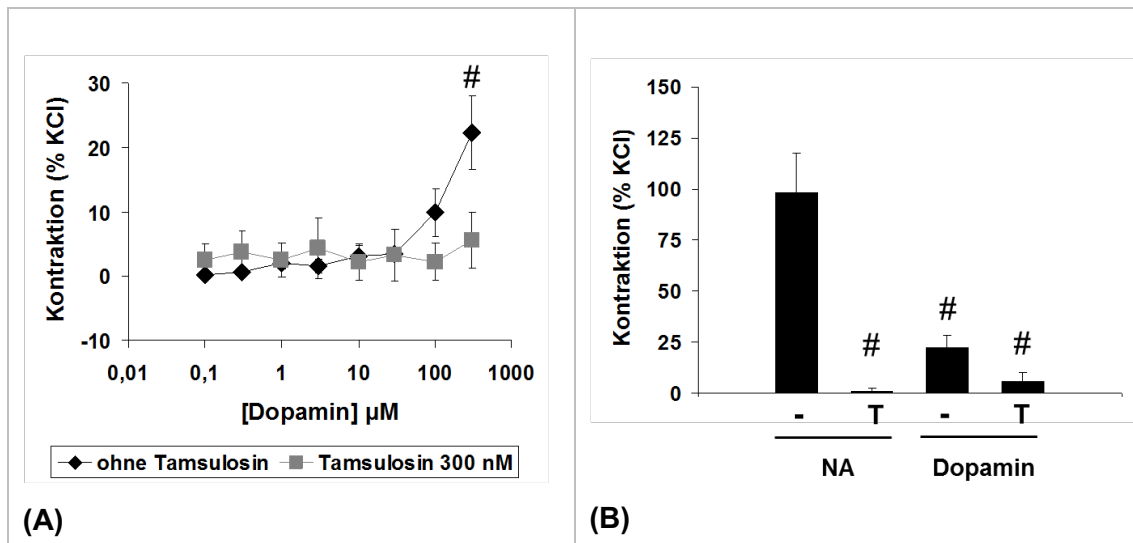 30
20
10
0
-10
0,01
0,1
1
10
100
1000
Kontraktion (% KCl)
#
[Dopamin] µM
ohne Tamsulosin
Tamsulosin 300 nM
(A)
150
125
100
75
50
25
0
Kontraktion (% KCl)
#
#
#
-
T
-
T
NA
Dopamin
(B)